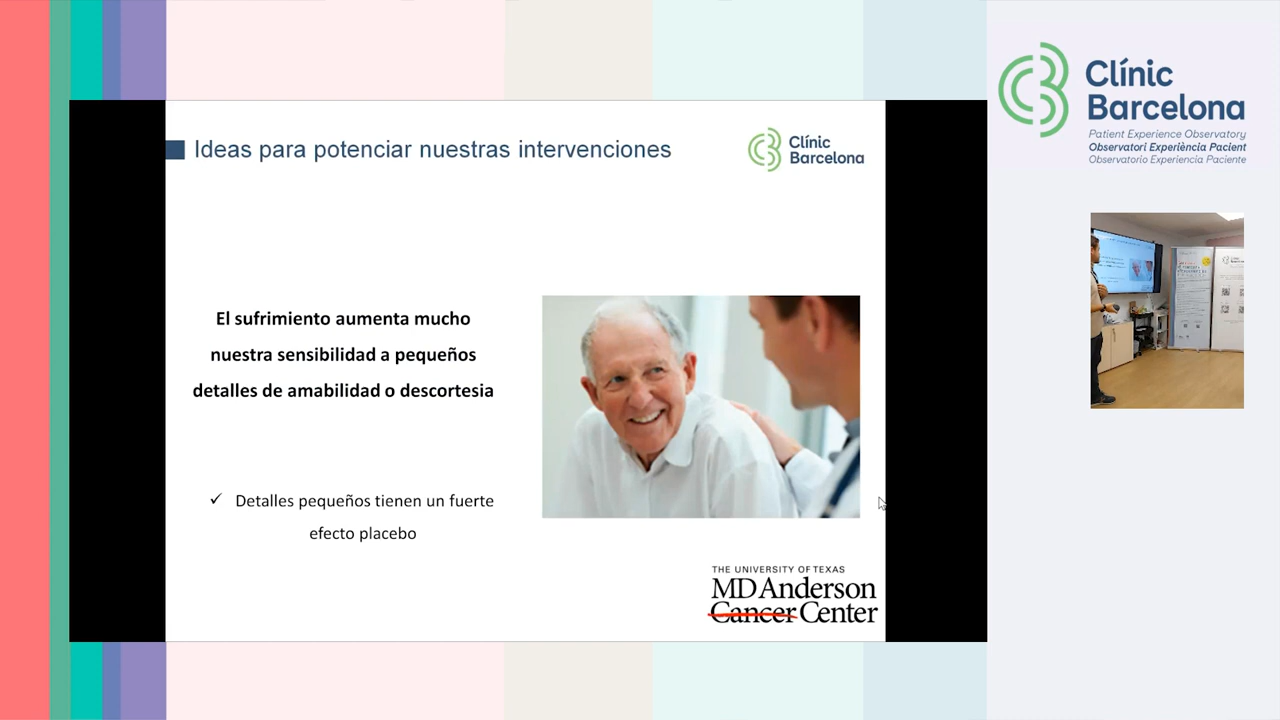 Ideas para potenciar nuestras intervenciones
Clínic
Barcelona
El sufrimiento aumenta mucho
nuestra sensibilidad a pequeños
detalles de amabilidad o descortesia
✓ Detalles pequeños tienen un fuerte
efecto placebo
THE UNIVERSITY OF TEXAS
MD Anderson
Cancer Center
Clínic
Barcelona
Patient Experience Observatory
Observatori Experiència Pacient
Observatorio Experiencia Paciente